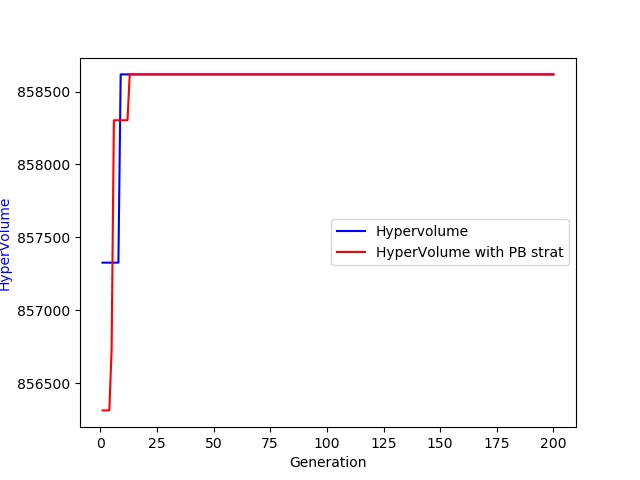 858500
858000
857500
857000
856500
HyperVolume
Hypervolume
HyperVolume with PB strat
0 25 50 75 100 125 150 175 200
Generation